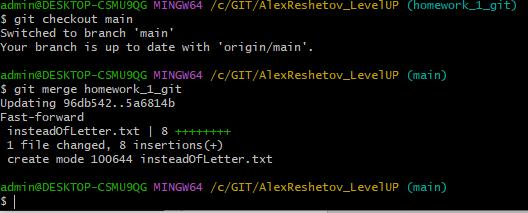 admin@DESKTOP-CSMU9QG MINGW64 /c/GIT/AlexReshetov_LevelUP (homework_1_git)
$ git checkout main
Switched to branch 'main'
Your branch is up to date with 'origin/main'.
admin@DESKTOP-CSMU9QG MINGW64 /c/GIT/AlexReshetov_LevelUP (main)
$ git merge homework_1_git
Updating 96db542..5a6814b
Fast-forward
 insteadOfLetter.txt | 8 ++++++++
 1 file changed, 8 insertions(+)
 create mode 100644 insteadOfLetter.txt
admin@DESKTOP-CSMU9QG MINGW64 /c/GIT/AlexReshetov_LevelUP (main)
$